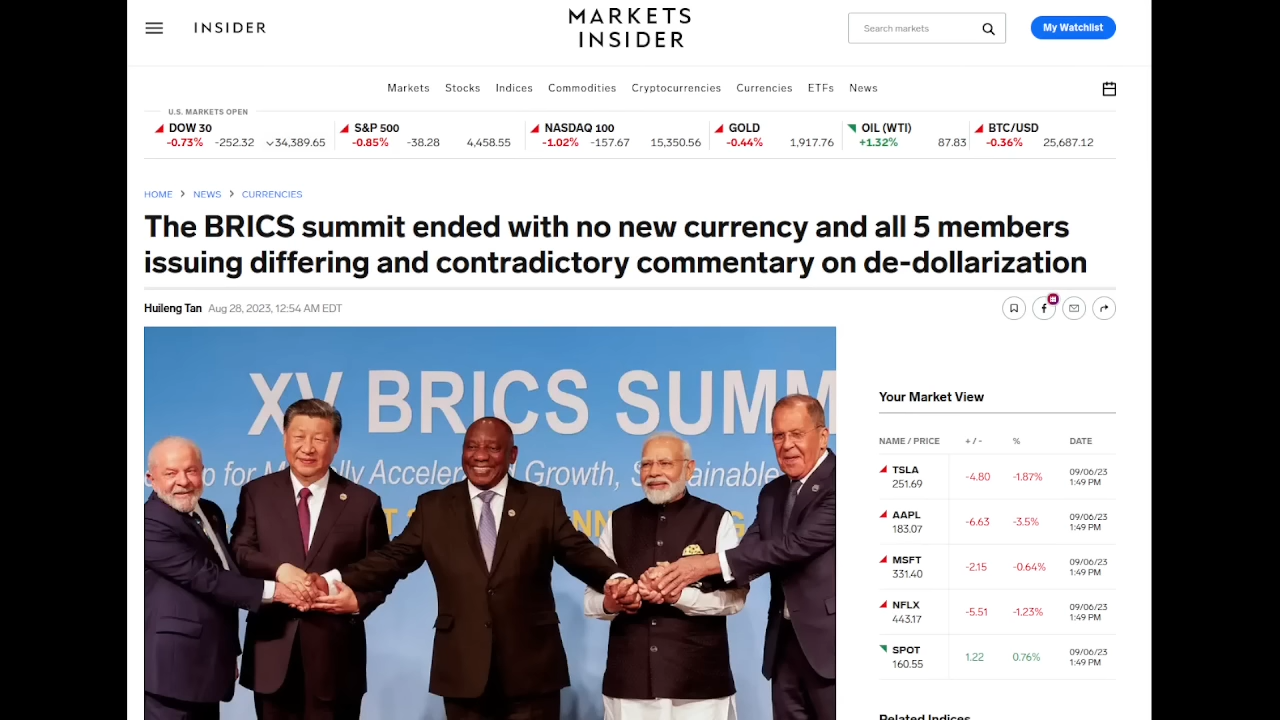 INSIDER
MARKETS
INSIDER
Search markets
My Watchlist
Markets Stocks Indices Commodities Cryptocurrencies Currencies ETFs News
U.S. MARKETS OPEN
DOW 30 S&P 500 NASDAQ 100 GOLD OIL (WTI) BTC/USD
-0.73% -252.32 34,389.65 -0.85% -38.28 4,458.55 -1.02% -157.67 15,350.56 -0.44% 1,917.76 +1.32% 87.83 -0.36% 25,687.12
HOME NEWS CURRENCIES
The BRICS summit ended with no new currency and all 5 members
issuing differing and contradictory commentary on de-dollarization
Huileng Tan Aug 28, 2023, 12:54 AM EDT
XV BRICS SUMM
for Accele Growth, S ainable
Your Market View
NAME / PRICE + / - % DATE
TSLA
251.69 -4.80 -1.87% 09/06/23
1:49 PM
AAPL
183.07 -6.63 -3.5% 09/06/23
1:49 PM
MSFT
331.40 -2.15 -0.64% 09/06/23
1:49 PM
NFLX
443.17 -5.51 -1.23% 09/06/23
1:49 PM
SPOT
160.55 1.22 0.76% 09/06/23
1:49 PM
Related Indices